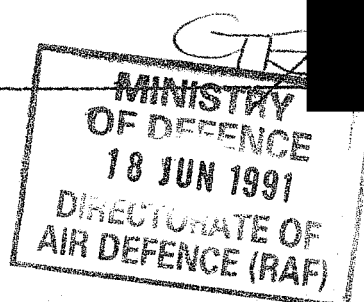 MINISTRY
OF DEFENCE
18 JUN 1991
DIRECTORATE OF
AIR DEFENCE (RAF)